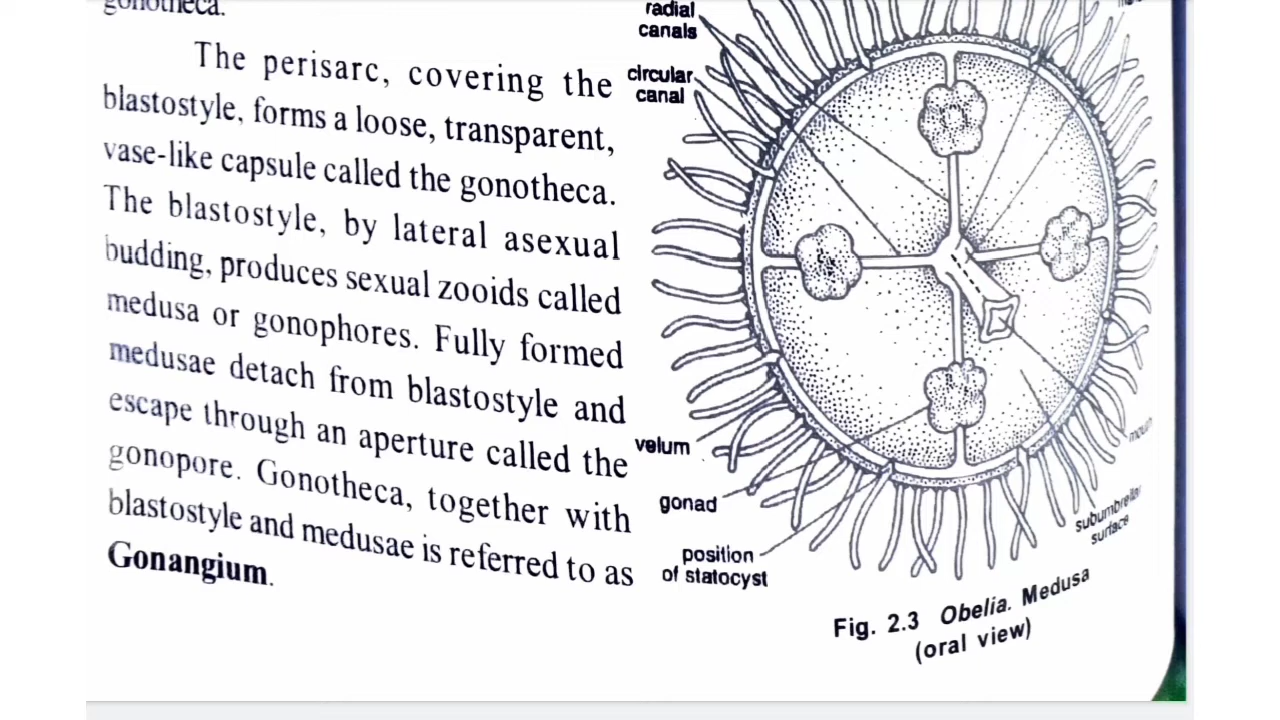 gonotheca.
The perisarc, covering the
blastostyle, forms a loose, transparent,
vase-like capsule called the gonotheca.
The blastostyle, by lateral asexual
budding, produces sexual zooids called
medusa or gonophores. Fully formed
medusae detach from blastostyle and
escape through an aperture called the
gonopore. Gonotheca, together with
blastostyle and medusae is referred to as
Gonangium.
radial
canals
circular
canal
velum
gonad
position
of statocyst
mouth
subumbrellar
surface
Fig. 2.3 Obelia. Medusa
(oral view)